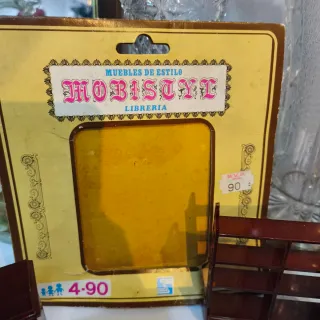 MUEBLES DE ESTILO
MOBISTYL
LIBRERIA
90
4-90